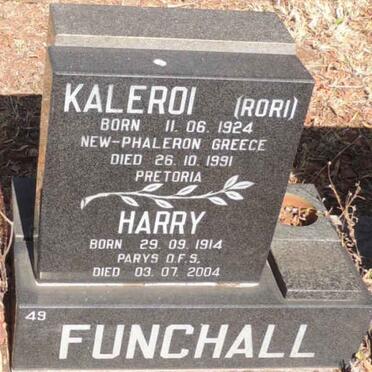 KALEROI (RORI)
BORN 11. 06. 1924
NEW-PHALERON GREECE
DIED 26. 10. 1991
PRETORIA
HARRY
BORN 29. 09. 1914
PARYS O.F.S.
DIED 03. 07. 2004
49
FUNCHALL